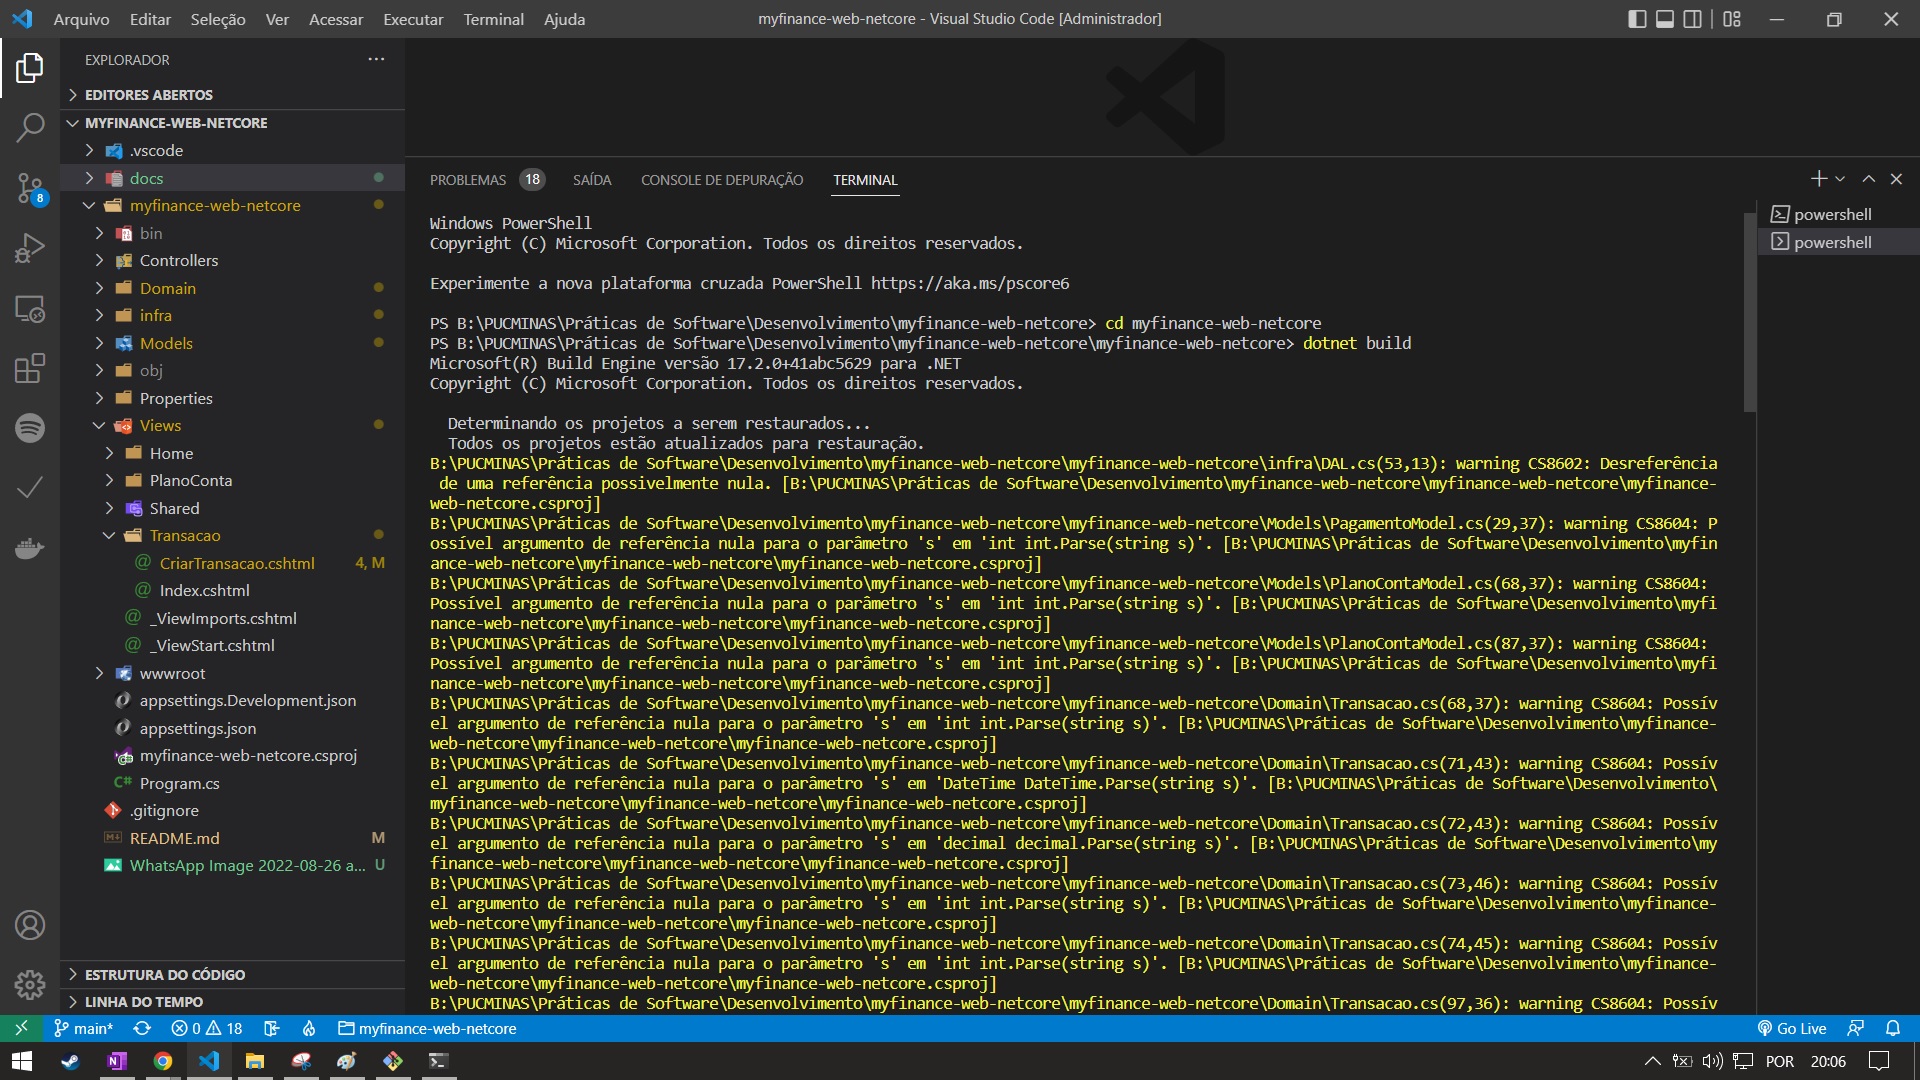 Arquivo Editar Seleção Ver Acessar Executar Terminal Ajuda
myfinance-web-netcore - Visual Studio Code [Administrador]
EXPLORADOR
EDITORES ABERTOS
MYFINANCE-WEB-NETCORE
.vscode
docs
8
myfinance-web-netcore
bin
Controllers
Domain
infra
Models
obj
Properties
Views
Home
PlanoConta
Shared
Transacao
CriarTransacao.cshtml 4, M
Index.cshtml
_ViewImports.cshtml
_ViewStart.cshtml
wwwroot
appsettings.Development.json
appsettings.json
myfinance-web-netcore.csproj
Program.cs
.gitignore
README.md M
WhatsApp Image 2022-08-26 a... U
ESTRUTURA DO CÓDIGO
LINHA DO TEMPO
PROBLEMAS 18 SAÍDA CONSOLE DE DEPURAÇÃO TERMINAL
powershell
powershell
Windows PowerShell
Copyright (C) Microsoft Corporation. Todos os direitos reservados.
Experimente a nova plataforma cruzada PowerShell https://aka.ms/pscore6
PS B:\PUCMINAS\Práticas de Software\Desenvolvimento\myfinance-web-netcore> cd myfinance-web-netcore
PS B:\PUCMINAS\Práticas de Software\Desenvolvimento\myfinance-web-netcore\myfinance-web-netcore> dotnet build
Microsoft(R) Build Engine versão 17.2.0+41abc5629 para .NET
Copyright (C) Microsoft Corporation. Todos os direitos reservados.
Determinando os projetos a serem restaurados...
Todos os projetos estão atualizados para restauração.
B:\PUCMINAS\Práticas de Software\Desenvolvimento\myfinance-web-netcore\myfinance-web-netcore\infra\DAL.cs(53,13): warning CS8602: Desreferência
de uma referência possivelmente nula. [B:\PUCMINAS\Práticas de Software\Desenvolvimento\myfinance-web-netcore\myfinance-web-netcore\myfinance-
web-netcore.csproj]
B:\PUCMINAS\Práticas de Software\Desenvolvimento\myfinance-web-netcore\myfinance-web-netcore\Models\PagamentoModel.cs(29,37): warning CS8604: P
ossível argumento de referência nula para o parâmetro 's' em 'int int.Parse(string s)'. [B:\PUCMINAS\Práticas de Software\Desenvolvimento\myfin
ance-web-netcore\myfinance-web-netcore\myfinance-web-netcore.csproj]
B:\PUCMINAS\Práticas de Software\Desenvolvimento\myfinance-web-netcore\myfinance-web-netcore\Models\PlanoContaModel.cs(68,37): warning CS8604:
Possível argumento de referência nula para o parâmetro 's' em 'int int.Parse(string s)'. [B:\PUCMINAS\Práticas de Software\Desenvolvimento\myfi
nance-web-netcore\myfinance-web-netcore\myfinance-web-netcore.csproj]
B:\PUCMINAS\Práticas de Software\Desenvolvimento\myfinance-web-netcore\myfinance-web-netcore\Models\PlanoContaModel.cs(87,37): warning CS8604:
Possível argumento de referência nula para o parâmetro 's' em 'int int.Parse(string s)'. [B:\PUCMINAS\Práticas de Software\Desenvolvimento\myfi
nance-web-netcore\myfinance-web-netcore\myfinance-web-netcore.csproj]
B:\PUCMINAS\Práticas de Software\Desenvolvimento\myfinance-web-netcore\myfinance-web-netcore\Domain\Transacao.cs(68,37): warning CS8604: Possív
el argumento de referência nula para o parâmetro 's' em 'int int.Parse(string s)'. [B:\PUCMINAS\Práticas de Software\Desenvolvimento\myfinance-
web-netcore\myfinance-web-netcore\myfinance-web-netcore.csproj]
B:\PUCMINAS\Práticas de Software\Desenvolvimento\myfinance-web-netcore\myfinance-web-netcore\Domain\Transacao.cs(71,43): warning CS8604: Possív
el argumento de referência nula para o parâmetro 's' em 'DateTime DateTime.Parse(string s)'. [B:\PUCMINAS\Práticas de Software\Desenvolvimento\
myfinance-web-netcore\myfinance-web-netcore\myfinance-web-netcore.csproj]
B:\PUCMINAS\Práticas de Software\Desenvolvimento\myfinance-web-netcore\myfinance-web-netcore\Domain\Transacao.cs(72,43): warning CS8604: Possív
el argumento de referência nula para o parâmetro 's' em 'decimal decimal.Parse(string s)'. [B:\PUCMINAS\Práticas de Software\Desenvolvimento\my
finance-web-netcore\myfinance-web-netcore\myfinance-web-netcore.csproj]
B:\PUCMINAS\Práticas de Software\Desenvolvimento\myfinance-web-netcore\myfinance-web-netcore\Domain\Transacao.cs(73,46): warning CS8604: Possív
el argumento de referência nula para o parâmetro 's' em 'int int.Parse(string s)'. [B:\PUCMINAS\Práticas de Software\Desenvolvimento\myfinance-
web-netcore\myfinance-web-netcore\myfinance-web-netcore.csproj]
B:\PUCMINAS\Práticas de Software\Desenvolvimento\myfinance-web-netcore\myfinance-web-netcore\Domain\Transacao.cs(74,45): warning CS8604: Possív
el argumento de referência nula para o parâmetro 's' em 'int int.Parse(string s)'. [B:\PUCMINAS\Práticas de Software\Desenvolvimento\myfinance-
web-netcore\myfinance-web-netcore\myfinance-web-netcore.csproj]
B:\PUCMINAS\Práticas de Software\Desenvolvimento\myfinance-web-netcore\myfinance-web-netcore\Domain\Transacao.cs(97,36): warning CS8604: Possív
main* 0 18 myfinance-web-netcore Go Live
POR 20:06